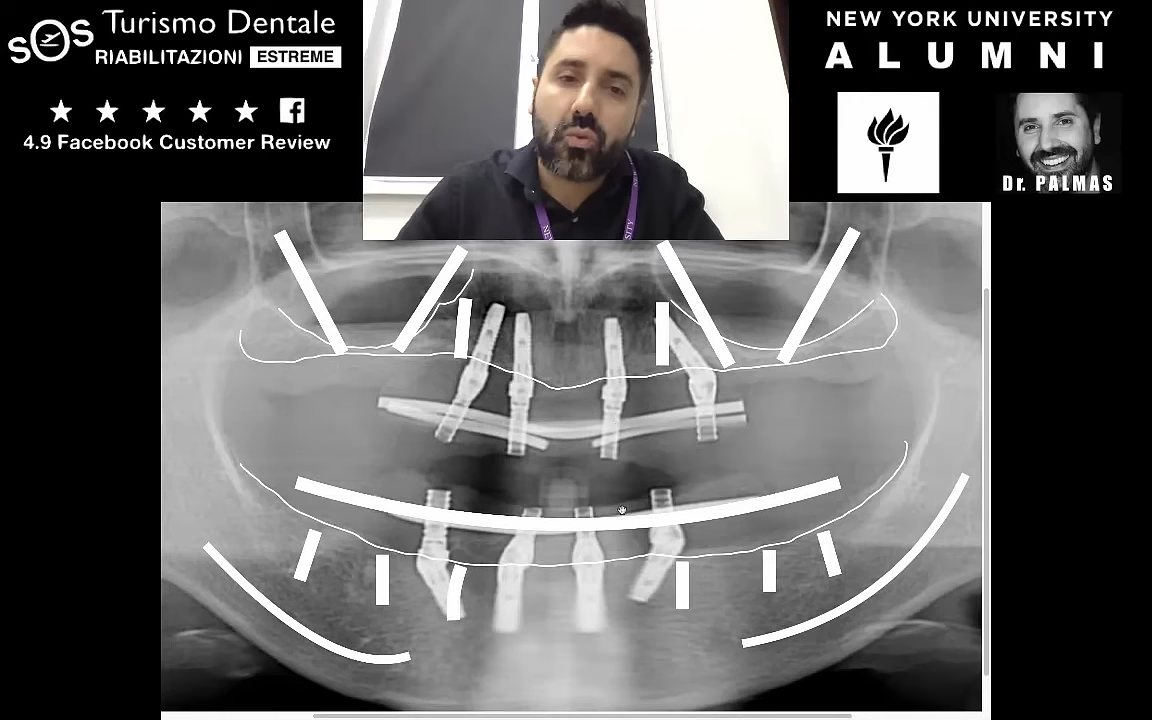 SOS
Turismo Dentale
RIABILITAZIONI ESTREME
4.9 Facebook Customer Review
NEW YORK UNIVERSITY
ALUMNI
Dr. PALMAS